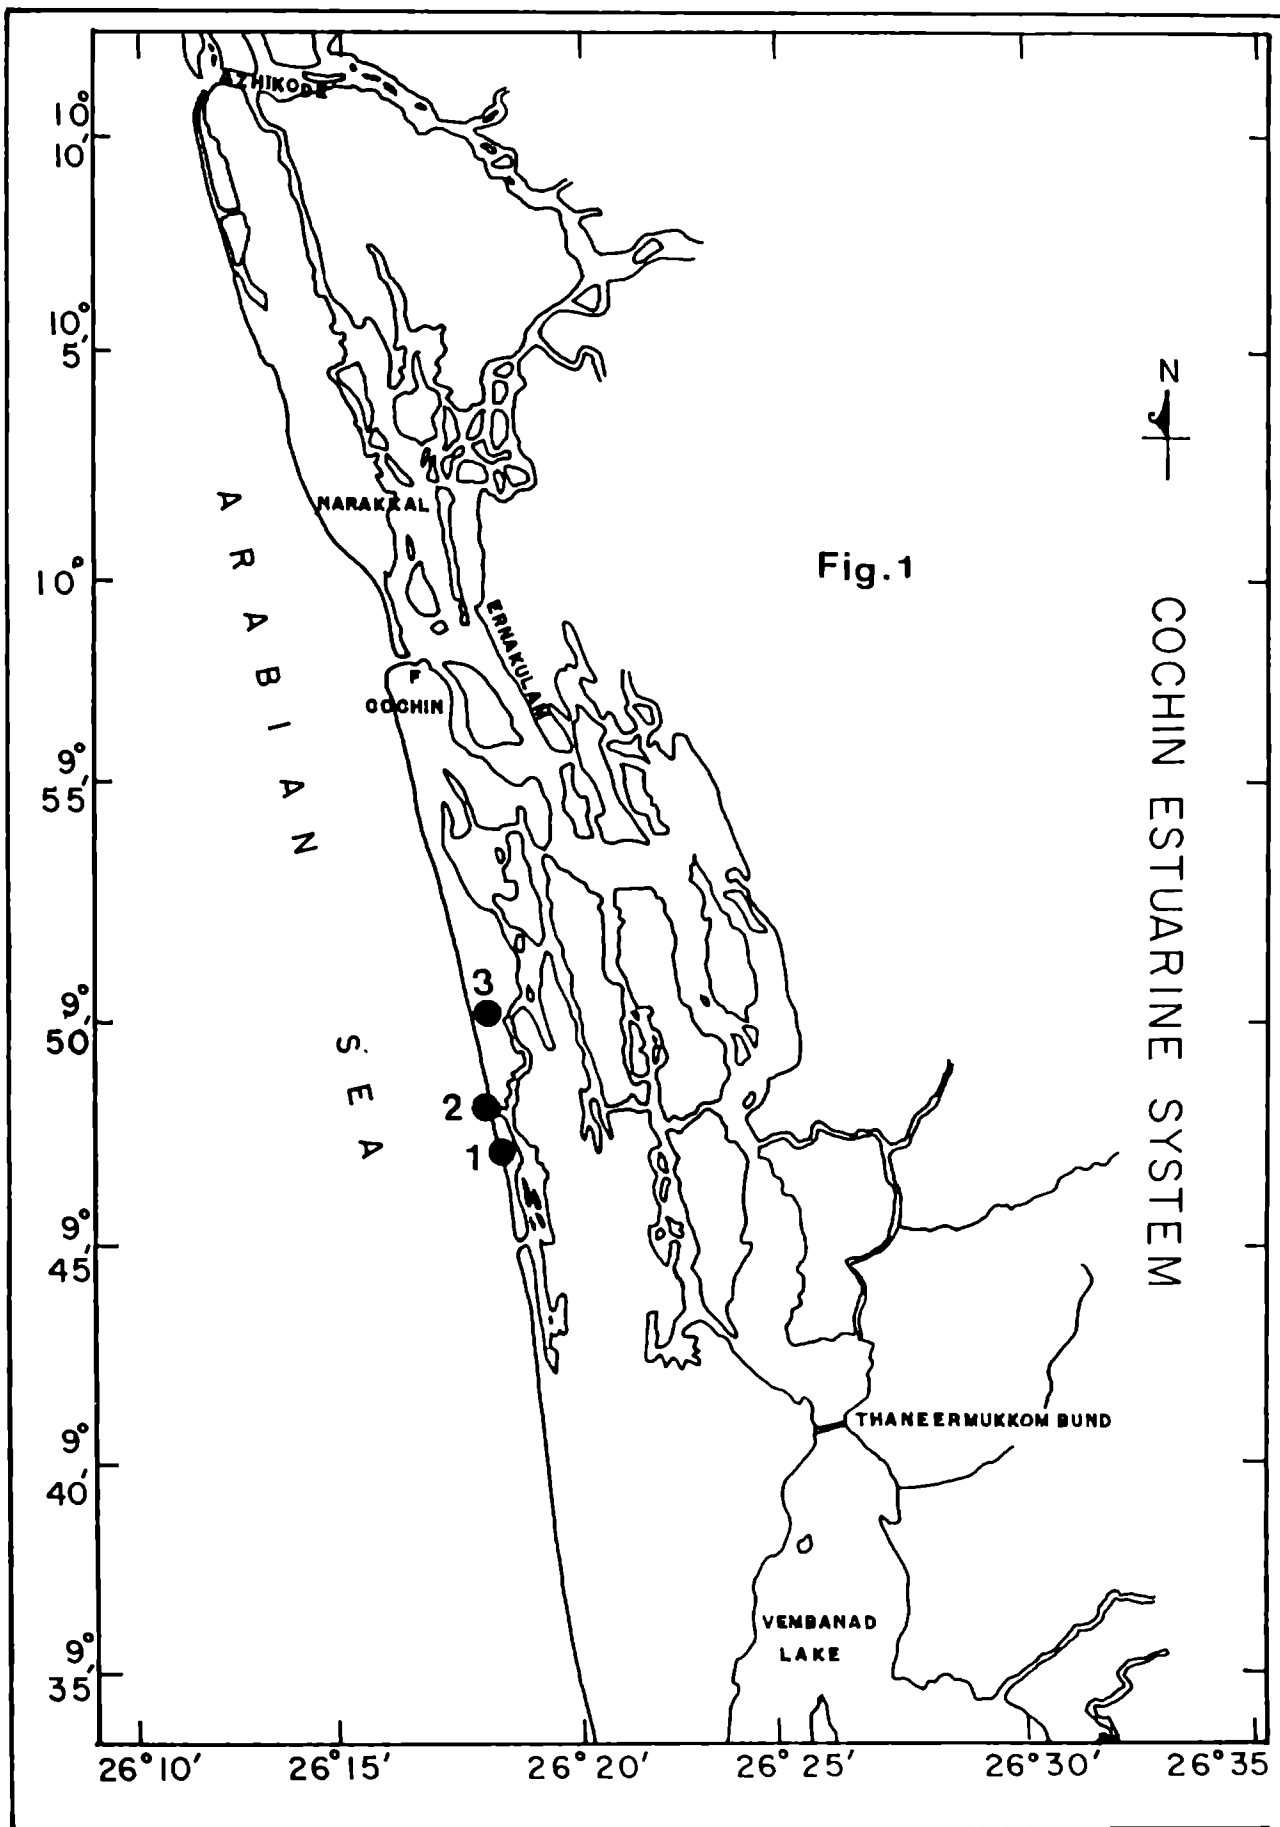 AZHIKODE
10°
10'
10°
5'
N
NARAKKAL
ARABIAN SEA
Fig.1
10°
ERNAKULAM
COCHIN ESTUARINE SYSTEM
F
COCHIN
9°
55'
3
9°
50'
2
1
9°
45'
THANEERMUKKOM BUND
9°
40'
VEMBANAD
LAKE
9°
35'
26°10' 26°15' 26°20' 26°25' 26°30' 26°35